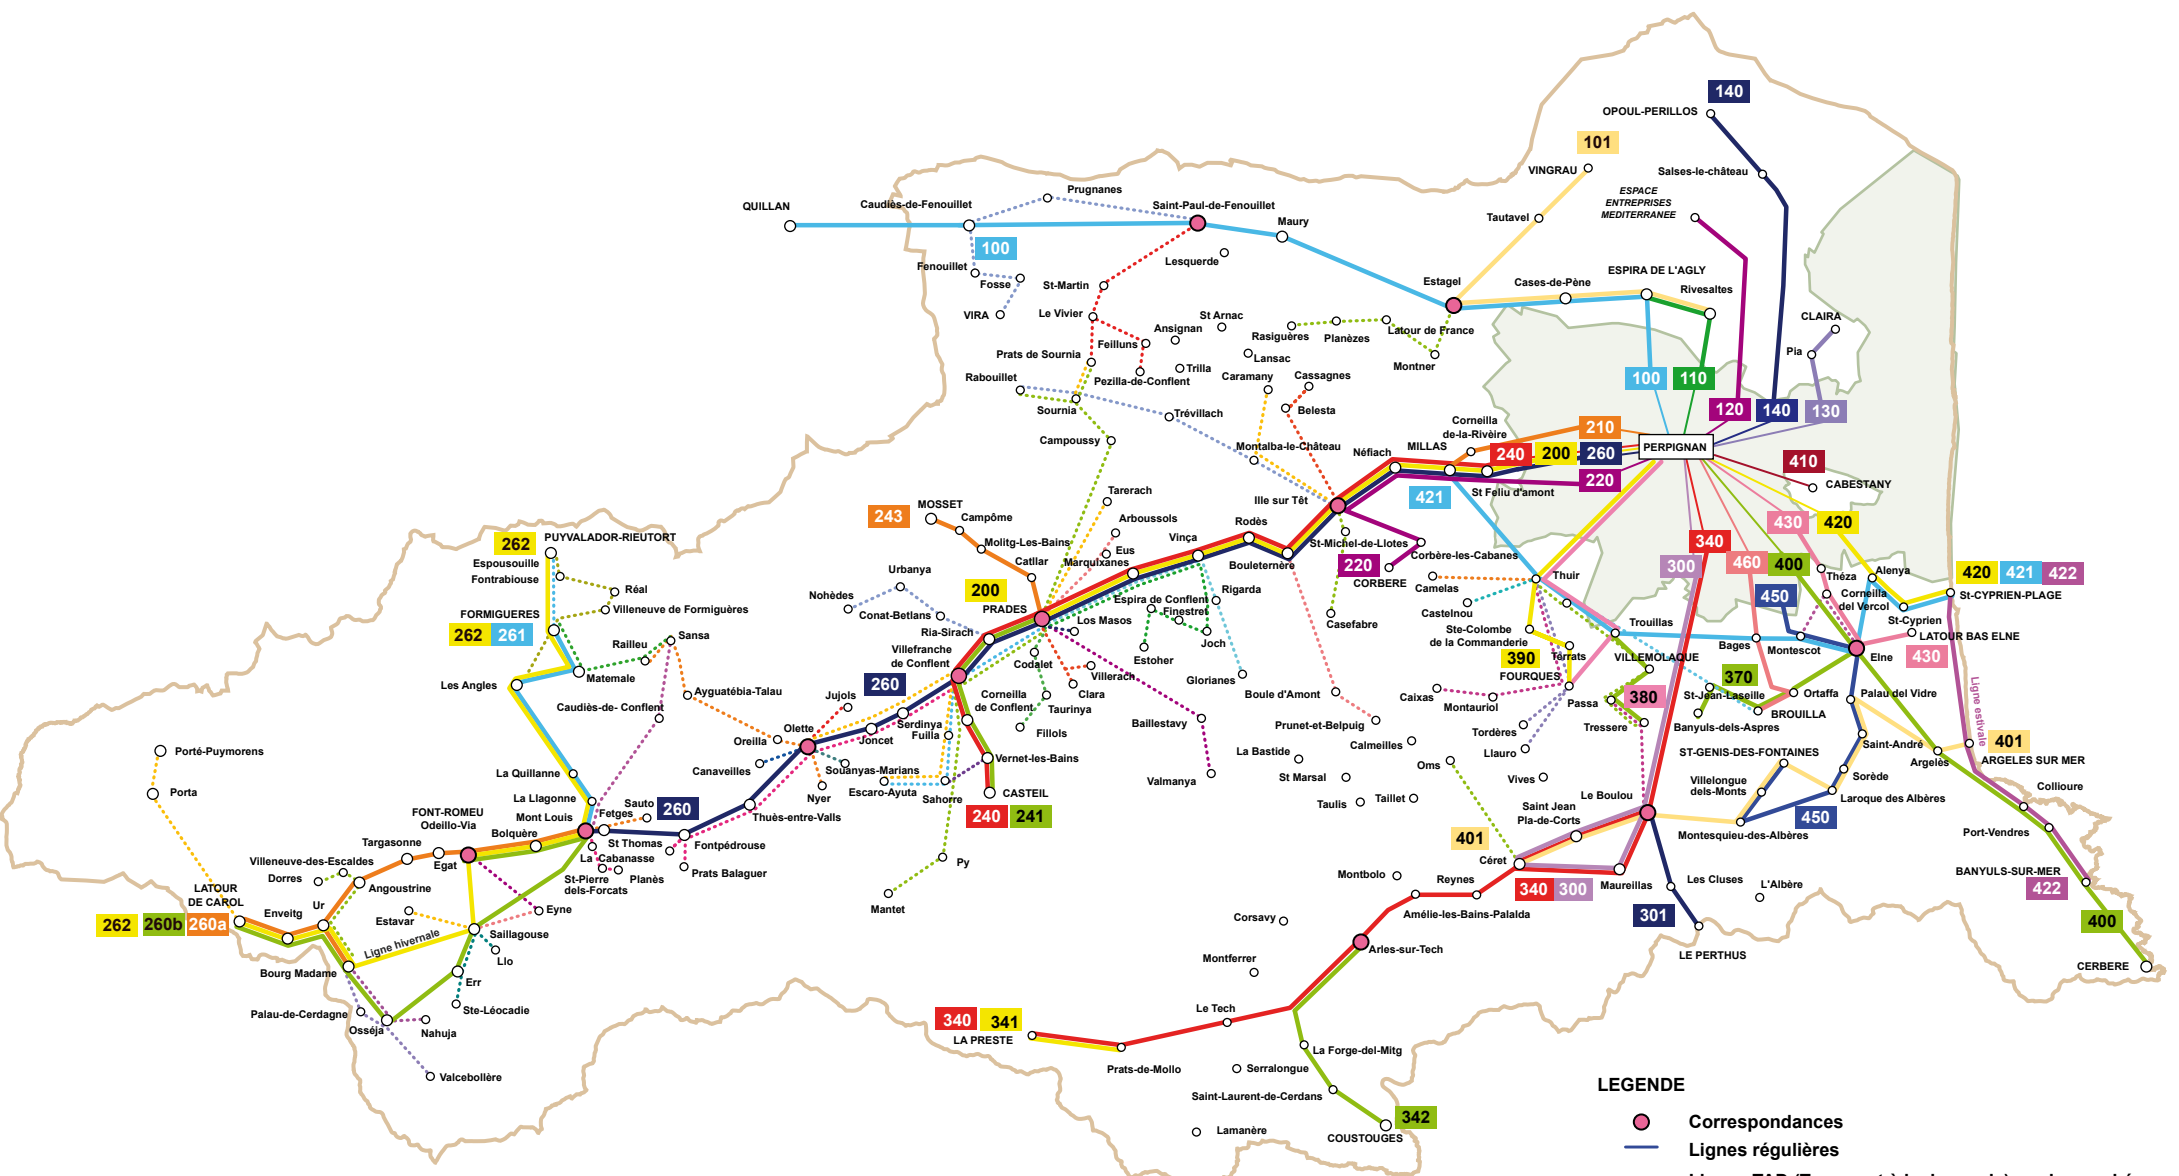 140
OPOUL-PERILLOS
101
VINGRAU
Salses-le-château
ESPACE
ENTREPRISES
MEDITERRANEE
Tautavel
QUILLAN
Caudiès-de-Fenouillet
Prugnanes
Saint-Paul-de-Fenouillet
Maury
100
Lesquerde
Fenouillet
Fosse
VIRA
St-Martin
Le Vivier
Estagel
Cases-de-Pène
ESPIRA DE L'AGLY
Rivesaltes
CLAIRA
Pia
Ansignan
St Arnac
Feilluns
Rasiguères
Planèzes
Latour de France
Montner
Prats de Sournia
Pezilla-de-Conflent
Trilla
Lansac
Caramany
Cassagnes
Rabouillet
Sournia
Trévillach
Belesta
100
110
120
140
130
Campoussy
Montalba-le-Château
Corneilla
de-la-Rivèire
210
MILLAS
Néfiach
240
200
260
PERPIGNAN
220
410
CABESTANY
421
St Feliu d'amont
Ille sur Têt
Tarerach
Arboussols
MOSSET
243
Campôme
Molitg-Les-Bains
Catllar
Eus
Marquixanes
Vinça
Rodès
Bouleternère
St-Michel-de-Llotes
220
CORBERE
Corbère-les-Cabanes
430
420
340
300
460
400
262
PUYVALADOR-RIEUTORT
Espousouille
Fontrabiouse
Réal
Villeneuve de Formiguères
FORMIGUERES
262
261
Urbanya
Nohèdes
Conat-Betlans
200
PRADES
Ria-Sirach
Los Masos
Espira de Conflent
Finestret
Rigarda
Joch
Estoher
Glorianes
Casefabre
Camelas
Castelnou
Thuir
Ste-Colombe
de la Commanderie
390
Terrats
FOURQUES
Trouillas
VILLEMOLAQUE
Théza
Alenya
Corneilla
del Vercol
450
420
421
422
St-CYPRIEN-PLAGE
St-Cyprien
LATOUR BAS ELNE
430
Elne
Montescot
Bages
370
St-Jean-Laseille
Ortaffa
BROUILLA
Banyuls-dels-Aspres
Palau del Vidre
Ligne estivale
Railleu
Sansa
Matemale
Les Angles
Ayguatébia-Talau
Caudiès-de- Conflent
Villefranche
de Conflent
260
Jujols
Olette
Oreilla
Canaveilles
Joncet
Serdinya
Fuilla
Souanyas-Marians
Escaro-Ayuta
Sahorre
Nyer
Thuès-entre-Valls
Codalet
Corneilla
de Conflent
Taurinya
Fillols
Clara
Villerach
Vernet-les-Bains
CASTEIL
240
241
Baillestavy
Valmanya
Boule d'Amont
Prunet-et-Belpuig
Calmeilles
La Bastide
St Marsal
Taulis
Taillet
Oms
Vives
Caixas
Montauriol
Tordères
Llauro
Passa
380
Tressere
ST-GENIS-DES-FONTAINES
Villelongue
dels-Monts
Saint-André
Argelès
401
ARGELES SUR MER
Sorède
Laroque des Albères
450
Montesquieu-des-Albères
Collioure
Port-Vendres
BANYULS-SUR-MER
422
400
CERBERE
Porté-Puymorens
Porta
La Quillanne
La Llagonne
Mont Louis
Sauto
Fetges
260
St Thomas
Fontpédrouse
Prats Balaguer
La Cabanasse
St-Pierre
dels-Forcats
Planès
FONT-ROMEU
Odeillo-Via
Bolquère
Targasonne
Egat
Villeneuve-des-Escaldes
Dorres
Angoustrine
LATOUR
DE CAROL
Enveitg
Ur
262
260b
260a
Estavar
Eyne
Saillagouse
Ligne hivernale
Llo
Err
Ste-Léocadie
Bourg Madame
Palau-de-Cerdagne
Osséja
Nahuja
Valcebollère
Py
Mantet
Le Boulou
Saint Jean
Pla-de-Corts
401
Céret
340
300
Maureillas
Les Cluses
L'Albère
301
LE PERTHUS
Montbolo
Reynes
Amélie-les-Bains-Palalda
Corsavy
Arles-sur-Tech
Montferrer
Le Tech
340
341
LA PRESTE
Prats-de-Mollo
La Forge-del-Mitg
Serralongue
Saint-Laurent-de-Cerdans
342
COUSTOUGES
Lamanère
LEGENDE
Correspondances
Lignes régulières